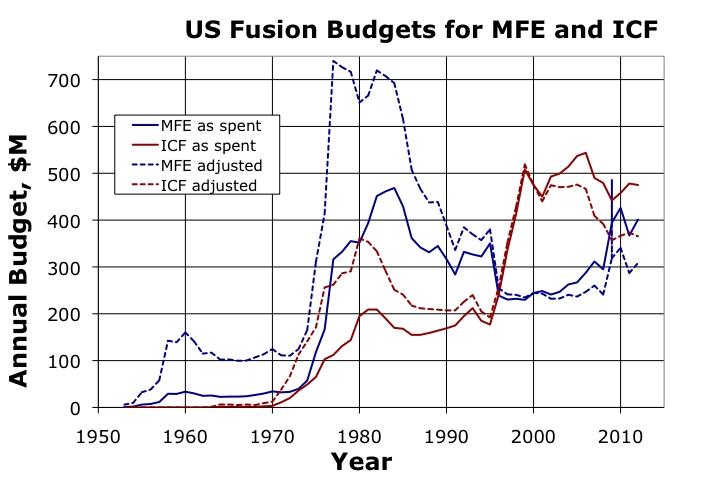 US Fusion Budgets for MFE and ICF
Annual Budget, $M
700
600
500
400
300
200
100
0
MFE as spent
ICF as spent
MFE adjusted
ICF adjusted
1950 1960 1970 1980 1990 2000 2010
Year